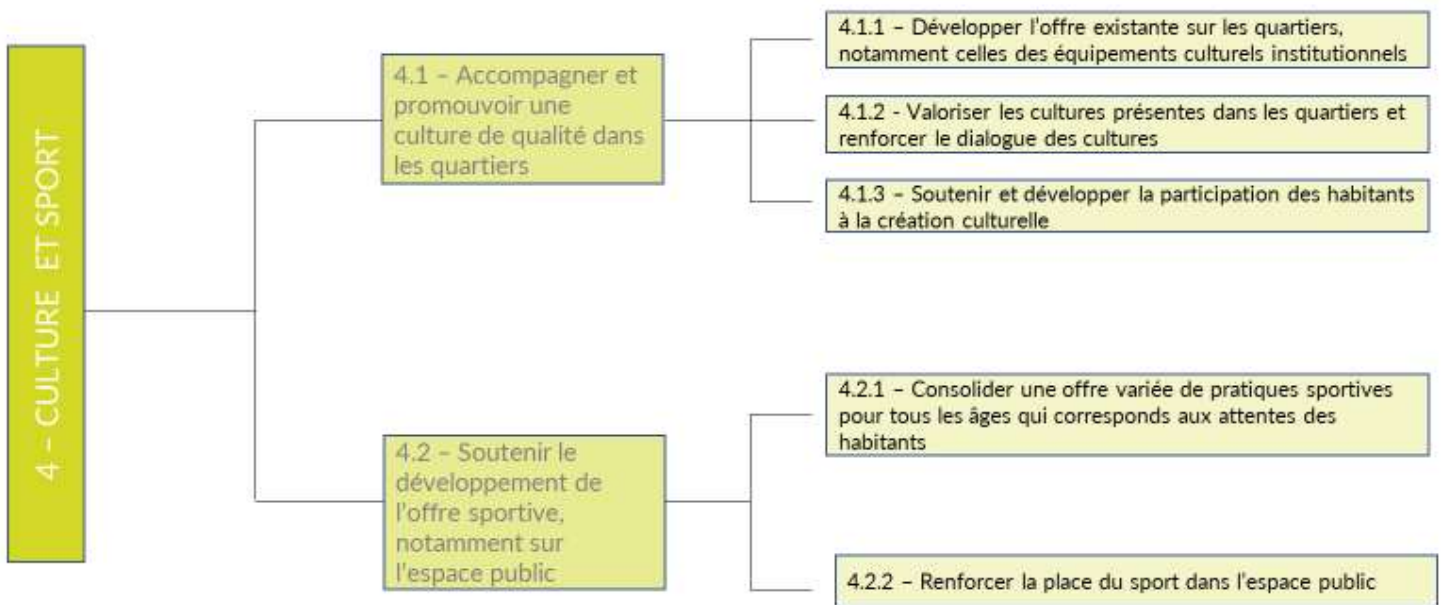 4 – CULTURE ET SPORT
4.1 – Accompagner et
promouvoir une
culture de qualité dans
les quartiers
4.1.1 – Développer l'offre existante sur les quartiers,
notamment celles des équipements culturels institutionnels
4.1.2 - Valoriser les cultures présentes dans les quartiers et
renforcer le dialogue des cultures
4.1.3 – Soutenir et développer la participation des habitants
à la création culturelle
4.2 – Soutenir le
développement de
l'offre sportive,
notamment sur
l'espace public
4.2.1 – Consolider une offre variée de pratiques sportives
pour tous les âges qui corresponds aux attentes des
habitants
4.2.2 – Renforcer la place du sport dans l'espace public